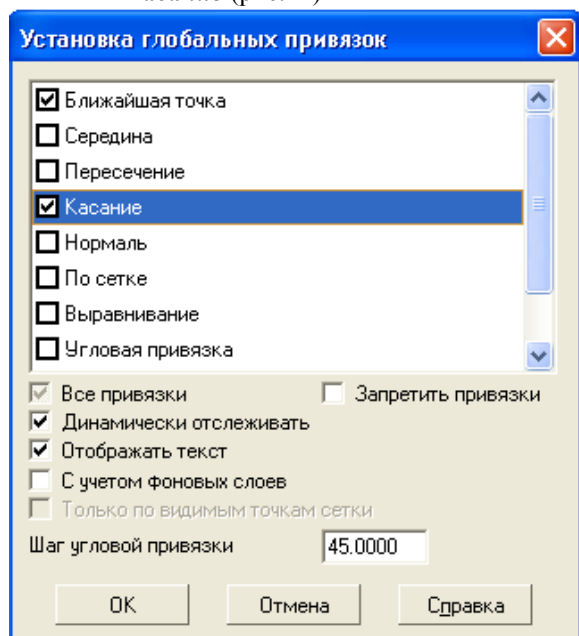 Установка глобальных привязок
Ближайшая точка
Середина
Пересечение
Касание
Нормаль
По сетке
Выравнивание
Угловая привязка
Все привязки Запретить привязки
Динамически отслеживать
Отображать текст
С учетом фоновых слоев
Только по видимым точкам сетки
Шаг угловой привязки 45.0000
OK Отмена Справка